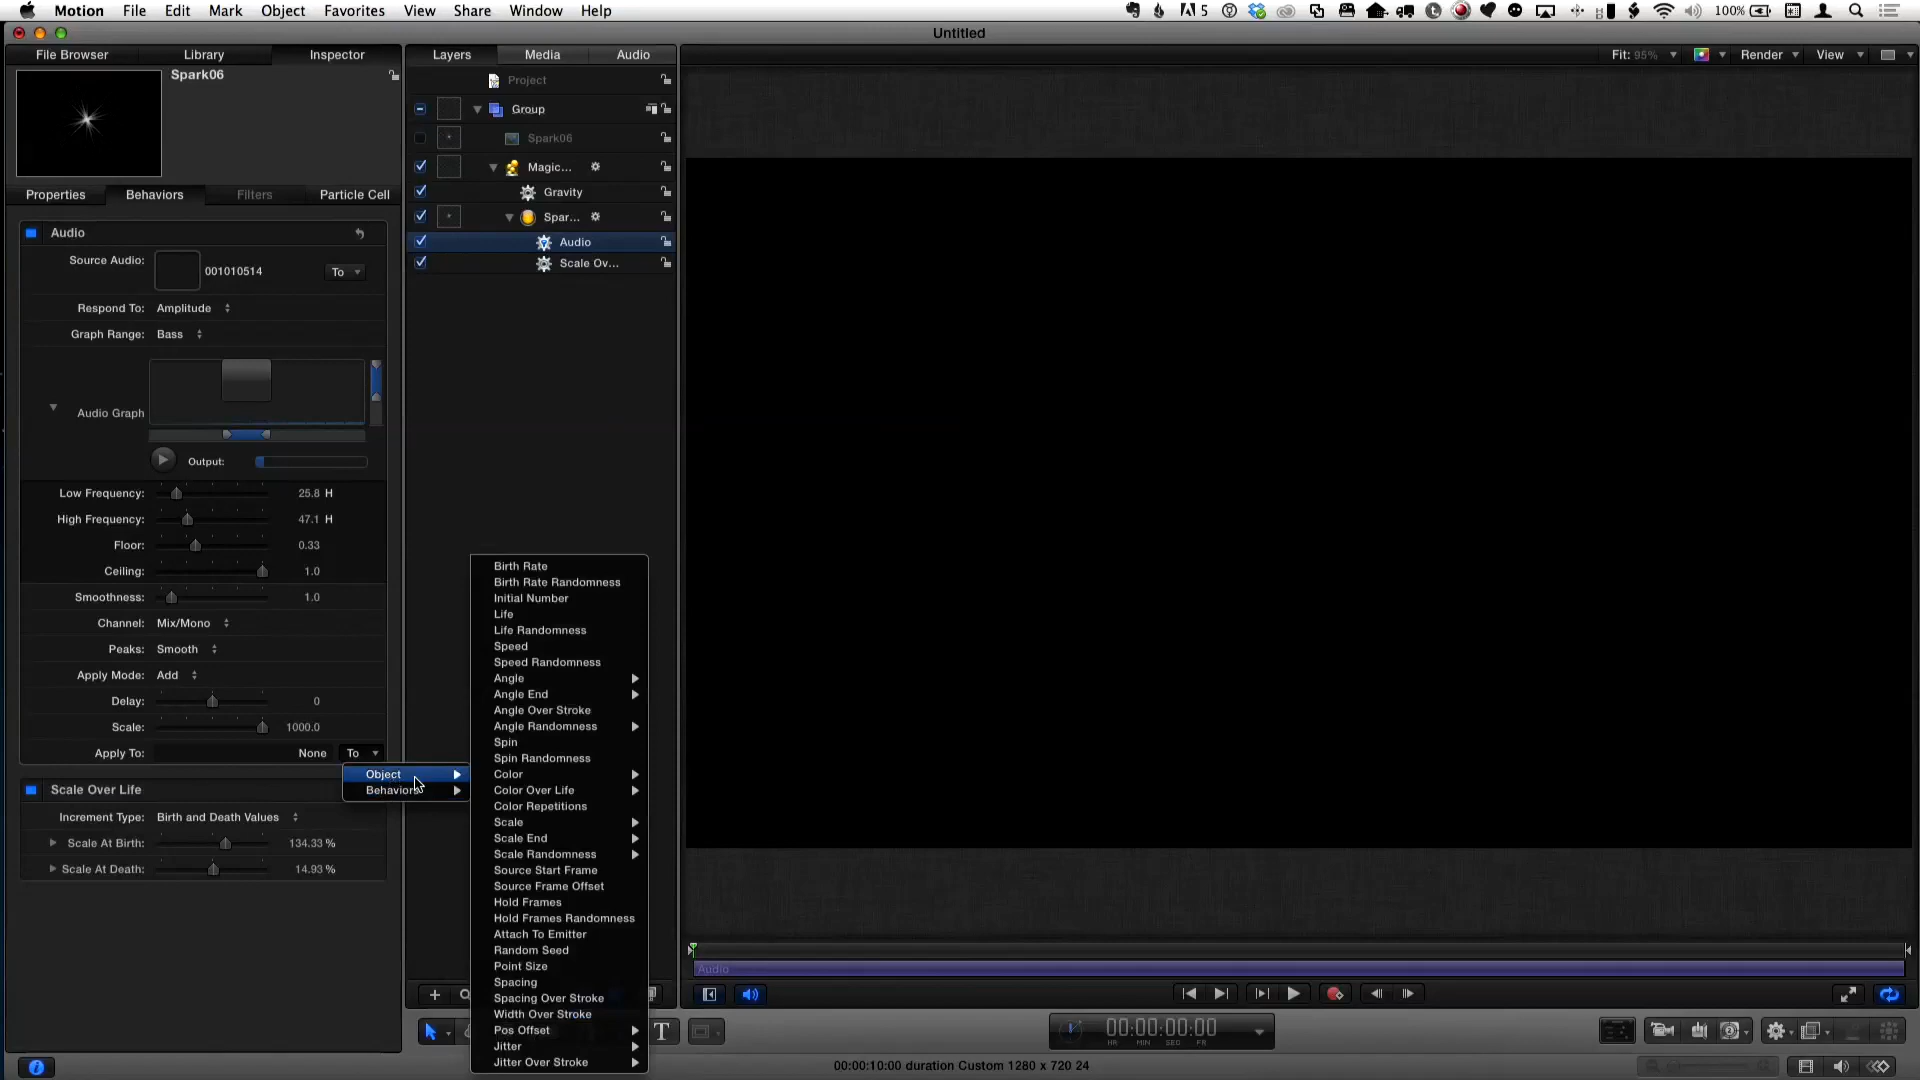 Motion File Edit Mark Object Favorites View Share Window Help
5 100%
Untitled
File Browser Library Inspector Layers Media Audio Fit: 95% Render View
Spark06
Project
Group
Spark06
Magic...
Gravity
Spar...
Audio
Scale Ov...
Properties Behaviors Filters Particle Cell
Audio
Source Audio: 001010514 To
Respond To: Amplitude
Graph Range: Bass
Audio Graph
Output:
Low Frequency: 25.8 H
High Frequency: 47.1 H
Floor: 0.33
Ceiling: 1.0
Smoothness: 1.0
Channel: Mix/Mono
Peaks: Smooth
Apply Mode: Add
Delay: 0
Scale: 1000.0
Apply To: None To
Object
Behaviors
Scale Over Life
Increment Type: Birth and Death Values
Scale At Birth: 134.33 %
Scale At Death: 14.93 %
Birth Rate
Birth Rate Randomness
Initial Number
Life
Life Randomness
Speed
Speed Randomness
Angle
Angle End
Angle Over Stroke
Angle Randomness
Spin
Spin Randomness
Color
Color Over Life
Color Repetitions
Scale
Scale End
Scale Randomness
Source Start Frame
Source Frame Offset
Hold Frames
Hold Frames Randomness
Attach To Emitter
Random Seed
Point Size
Spacing
Spacing Over Stroke
Width Over Stroke
Pos Offset
Jitter
Jitter Over Stroke
Audio
T
00:00:00:00
HR MIN SEC FR
00:00:10:00 duration Custom 1280 x 720 24